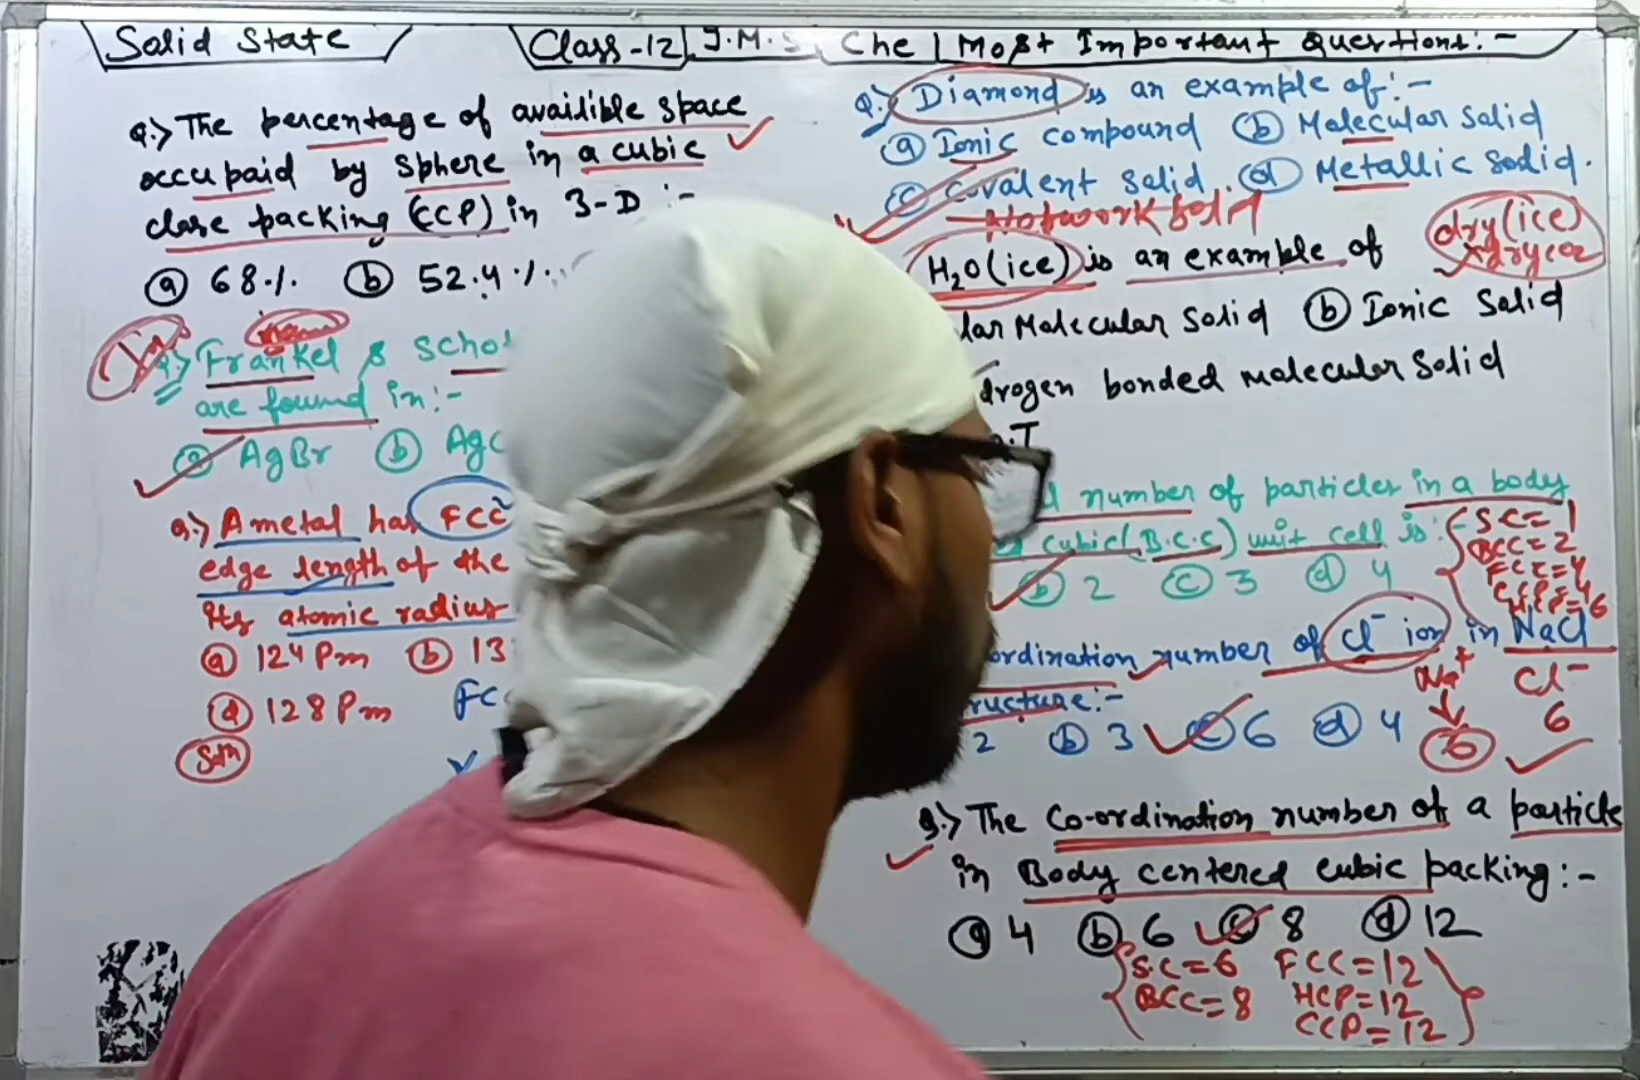 Solid State
Class-12
Che
Most Important Questions:-
Q.> The percentage of availible space
occupaid by sphere in a cubic
close packing (CCP) in 3-D :-
(a) 68.1. (b) 52.4.1.
Q.> Frankel &
are found in:-
(a) AgBr (b)
Q.> A metal has FCC
edge length of the
its atomic radius
(a) 124 Pm (b) 13
(d) 128 Pm
Soln
Q.> Diamond is an example of:-
(a) Ionic compound (b) Molecular Solid
(c) Covalent Solid. (d) Metallic Sodid.
H2O (ice) is an example of
dry (ice)
lar Molecular Solid (b) Ionic Solid
drogen bonded molecular Solid
number of particles in a body
cubic (B.C.C) unit cell is:-
(b) 2 (c) 3 (d) 4
SC = 1
BCC = 2
FCC = 4
CCP = 4
HCP = 6
ordination number of Cl- ion in NaCl
ructure:-
2 (b) 3 (c) 6 (d) 4
Na+
6
Cl-
6
Q.> The Co-ordination number of a particle
in Body centered cubic packing:-
(a) 4 (b) 6 (c) 8 (d) 12
SC = 6 FCC = 12
BCC = 8 HCP = 12
CCP = 12